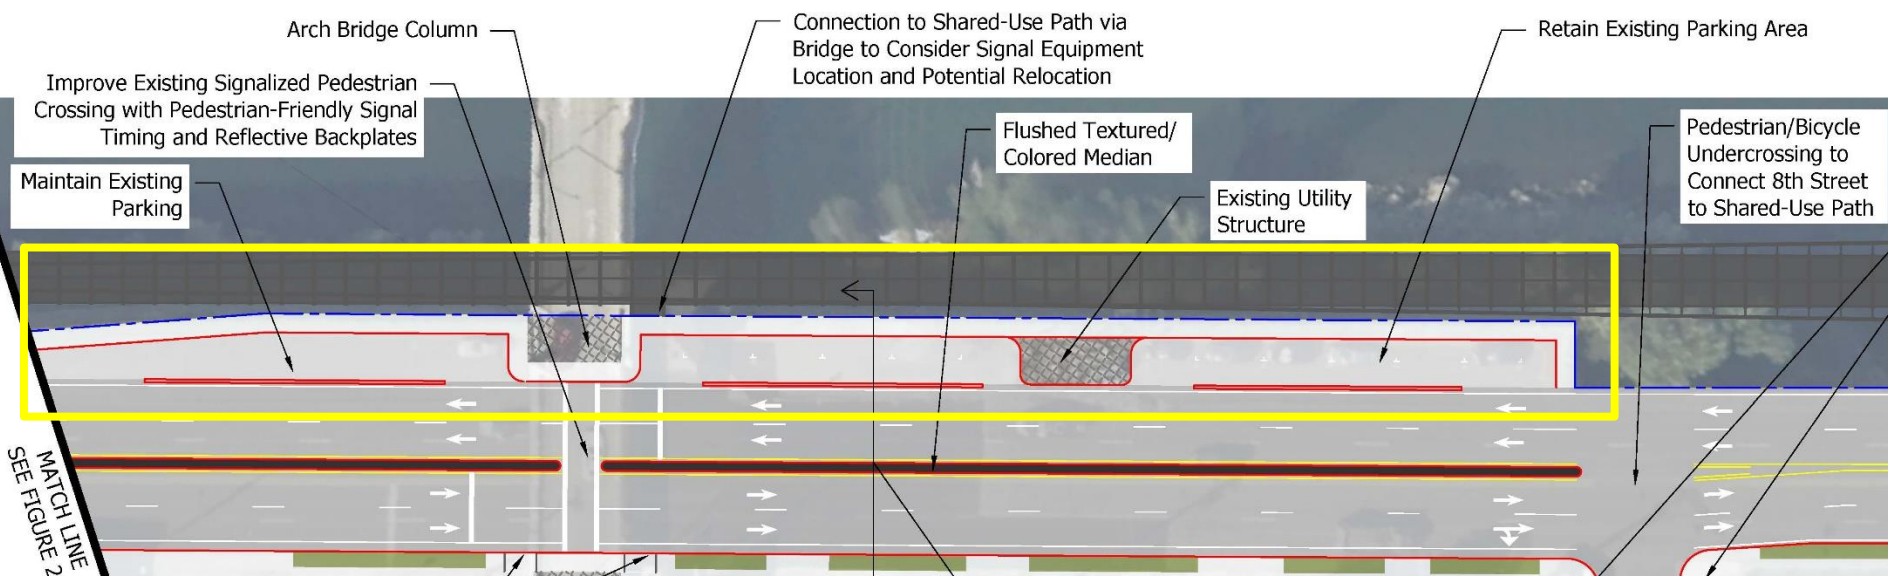 Arch Bridge Column
Connection to Shared-Use Path via
Bridge to Consider Signal Equipment
Location and Potential Relocation
Retain Existing Parking Area
Improve Existing Signalized Pedestrian
Crossing with Pedestrian-Friendly Signal
Timing and Reflective Backplates
Flushed Textured/
Colored Median
Pedestrian/Bicycle
Undercrossing to
Connect 8th Street
to Shared-Use Path
Maintain Existing
Parking
Existing Utility
Structure
MATCH LINE
SEE FIGURE 2